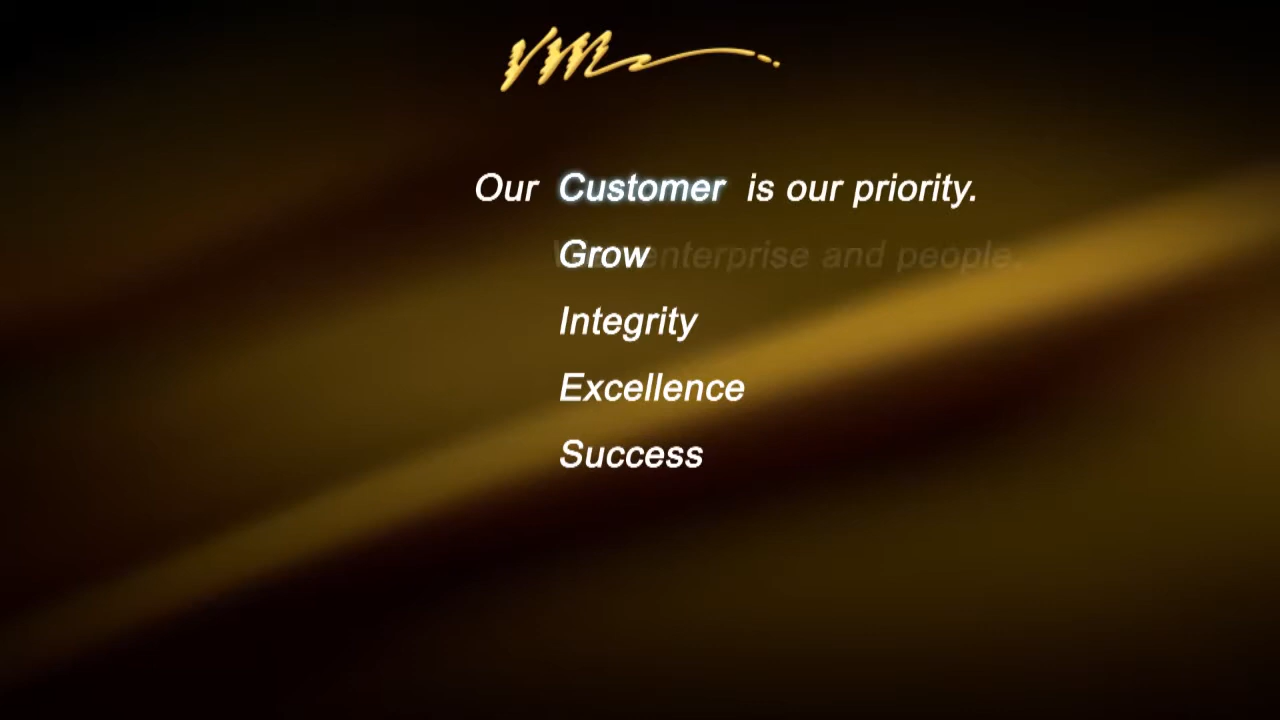 Our Customer is our priority.
Grow enterprise and people.
Integrity
Excellence
Success